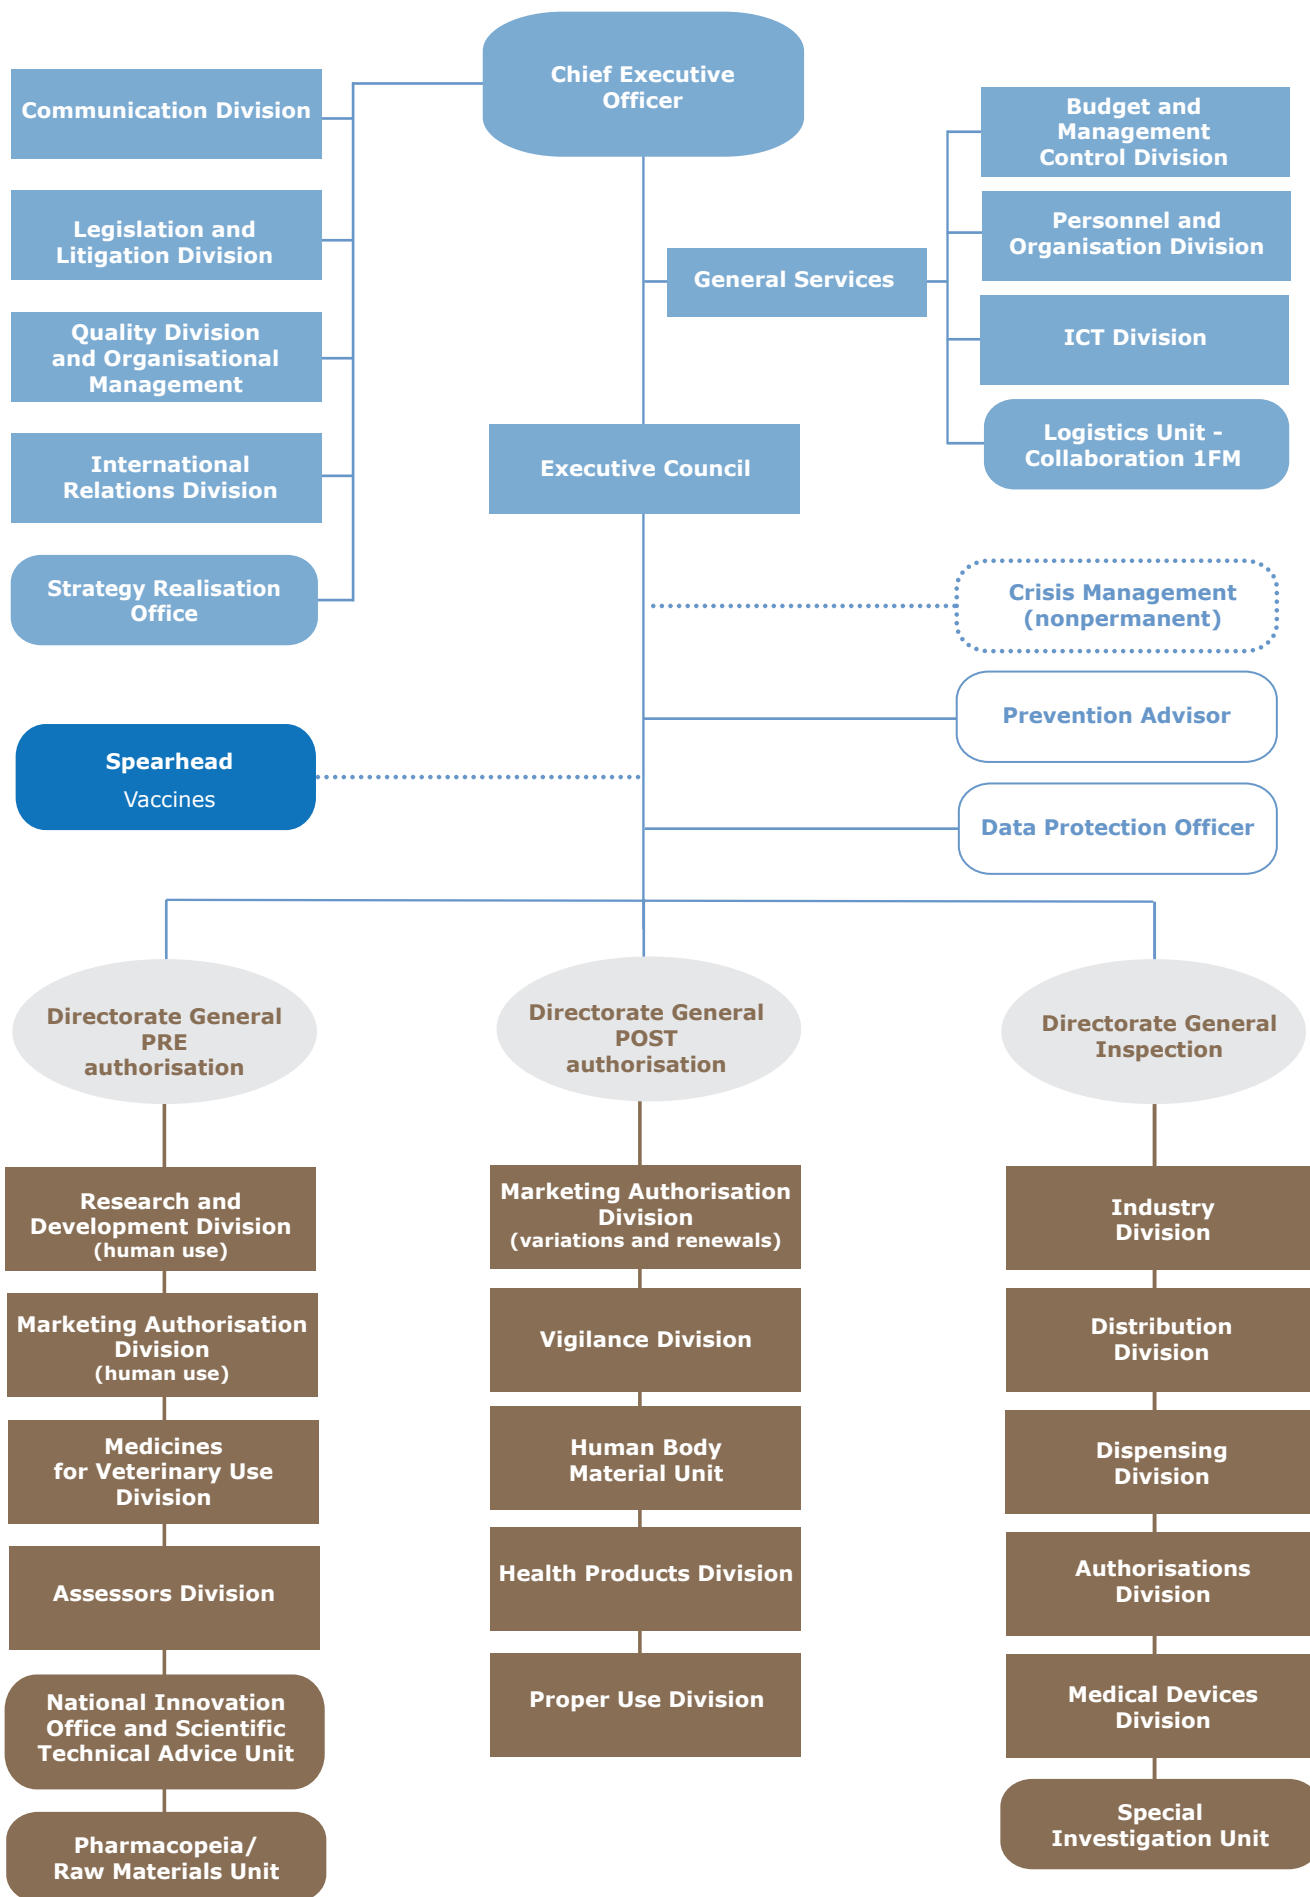 Chief Executive
Officer
Communication Division
Legislation and
Litigation Division
Quality Division
and Organisational
Management
International
Relations Division
Strategy Realisation
Office
General Services
Budget and
Management
Control Division
Personnel and
Organisation Division
ICT Division
Logistics Unit –
Collaboration 1FM
Executive Council
Crisis Management
(nonpermanent)
Prevention Advisor
Spearhead
Vaccines
Data Protection Officer
Directorate General
PRE
authorisation
Research and
Development Division
(human use)
Marketing Authorisation
Division
(human use)
Medicines
for Veterinary Use
Division
Assessors Division
National Innovation
Office and Scientific
Technical Advice Unit
Pharmacopeia/
Raw Materials Unit
Directorate General
POST
authorisation
Marketing Authorisation
Division
(variations and renewals)
Vigilance Division
Human Body
Material Unit
Health Products Division
Proper Use Division
Directorate General
Inspection
Industry
Division
Distribution
Division
Dispensing
Division
Authorisations
Division
Medical Devices
Division
Special
Investigation Unit